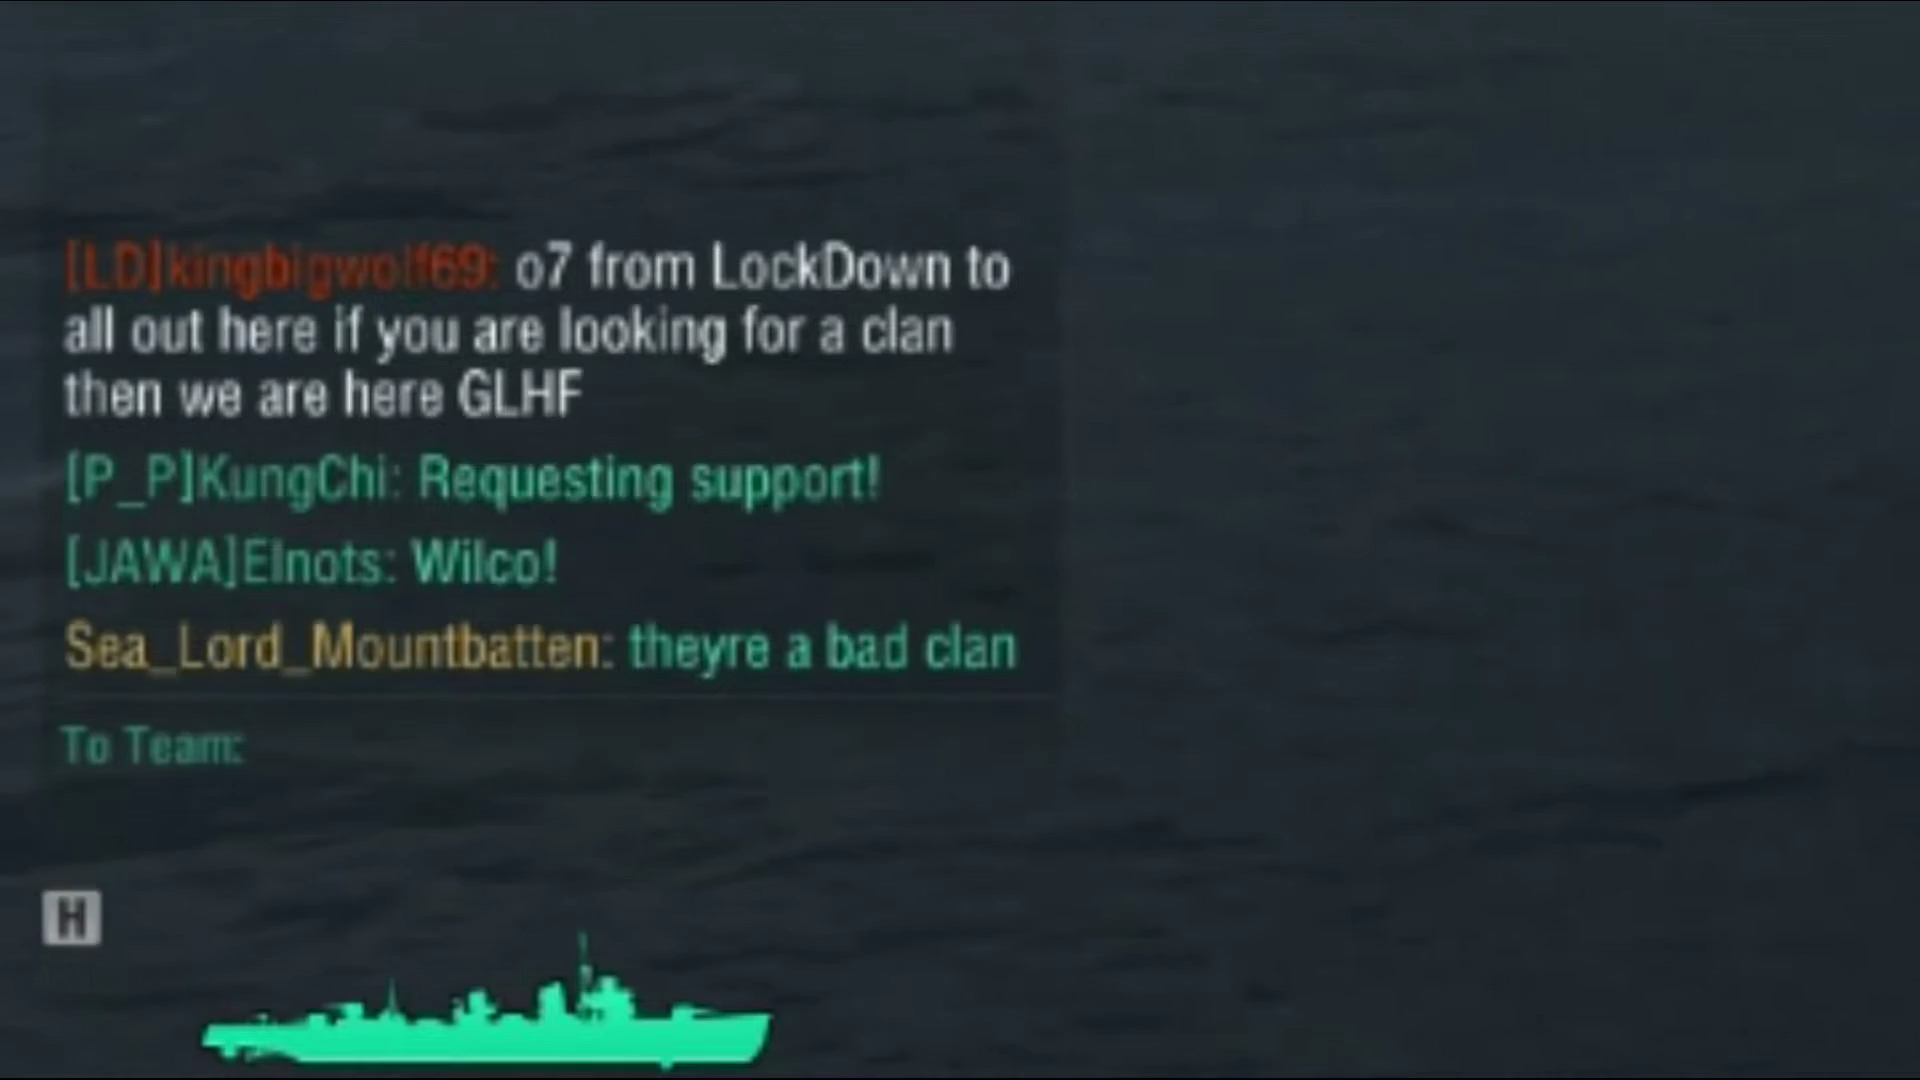 [LD]kingbigwolf69: o7 from LockDown to
all out here if you are looking for a clan
then we are here GLHF
[P_P]KungChi: Requesting support!
[JAWA]Elnots: Wilco!
Sea_Lord_Mountbatten: theyre a bad clan
To Team:
H